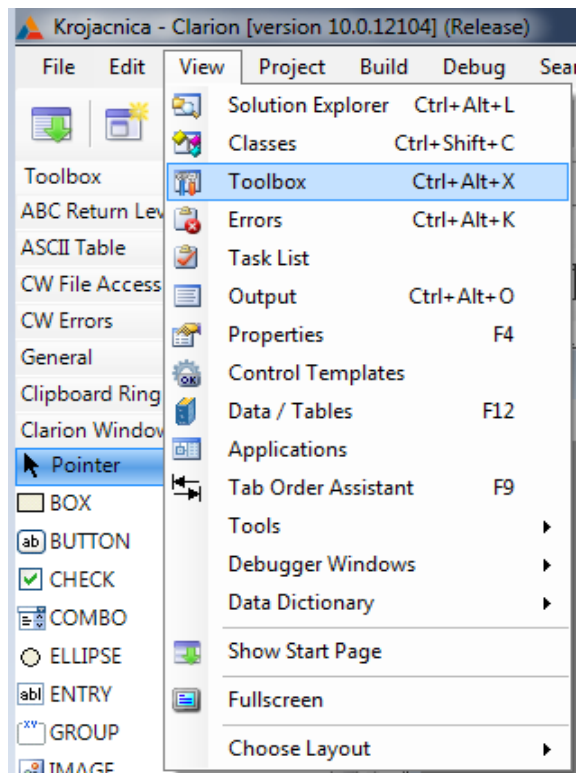 Krojacnica - Clarion [version 10.0.12104] (Release)
File Edit View Project Build Debug
Toolbox
ABC Return
ASCII Table
CW File Access
CW Errors
General
Clipboard Ring
Clarion
Pointer
BOX
BUTTON
CHECK
COMBO
ELLIPSE
ENTRY
GROUP
IMAGE
Solution Explorer Ctrl+Alt+L
Classes Ctrl+Shift+C
Toolbox Ctrl+Alt+X
Errors Ctrl+Alt+K
Task List
Output Ctrl+Alt+O
Properties F4
Control Templates
Data / Tables F12
Applications
Tab Order Assistant F9
Tools
Debugger Windows
Data Dictionary
Show Start Page
Fullscreen
Choose Layout